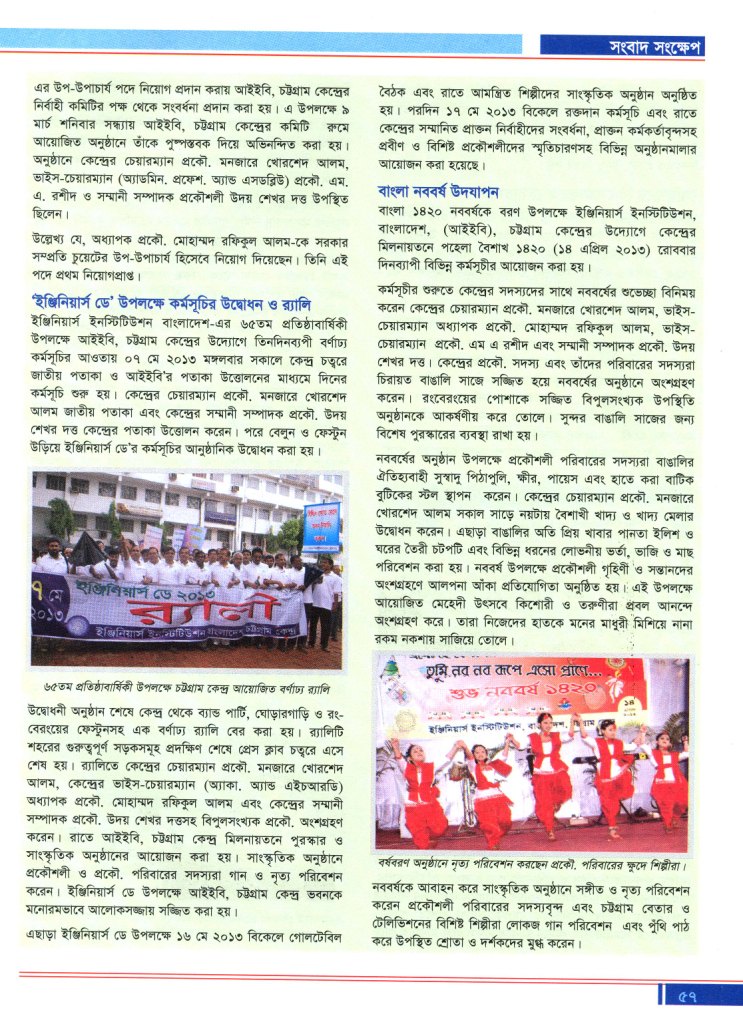 সংবাদ সংক্ষেপ
এর উপ-উপাচার্য পদে নিয়োগ প্রদান করায় আইইবি, চট্টগ্রাম কেন্দ্রের
নির্বাহী কমিটির পক্ষ থেকে সংবর্ধনা প্রদান করা হয়। এ উপলক্ষে ৯
মার্চ শনিবার সন্ধ্যায় আইইবি, চট্টগ্রাম কেন্দ্রের কমিটি রুমে
আয়োজিত অনুষ্ঠানে তাঁকে পুষ্পস্তবক দিয়ে অভিনন্দিত করা হয়।
অনুষ্ঠানে কেন্দ্রের চেয়ারম্যান প্রকৌ. মনজারে খোরশেদ আলম,
ভাইস-চেয়ারম্যান (অ্যাডমিন. প্রফেশ. অ্যান্ড এসডব্লিউ) প্রকৌ. এম.
এ. রশীদ ও সম্মানী সম্পাদক প্রকৌশলী উদয় শেখর দত্ত উপস্থিত
ছিলেন।
উল্লেখ্য যে, অধ্যাপক প্রকৌ. মোহাম্মদ রফিকুল আলম-কে সরকার
সম্প্রতি চুয়েটের উপ-উপাচার্য হিসেবে নিয়োগ দিয়েছেন। তিনি এই
পদে প্রথম নিয়োগপ্রাপ্ত।
‘ইঞ্জিনিয়ার্স ডে’ উপলক্ষে কর্মসূচির উদ্বোধন ও র‍্যালি
ইঞ্জিনিয়ার্স ইনস্টিটিউশন বাংলাদেশ-এর ৬৫তম প্রতিষ্ঠাবার্ষিকী
উপলক্ষে আইইবি, চট্টগ্রাম কেন্দ্রের উদ্যোগে তিনদিনব্যপী বর্ণাঢ্য
কর্মসূচির আওতায় ০৭ মে ২০১৩ মঙ্গলবার সকালে কেন্দ্র চত্বরে
জাতীয় পতাকা ও আইইবি’র পতাকা উত্তোলনের মাধ্যমে দিনের
কর্মসূচি শুরু হয়। কেন্দ্রের চেয়ারম্যান প্রকৌ. মনজারে খোরশেদ
আলম জাতীয় পতাকা এবং কেন্দ্রের সম্মানী সম্পাদক প্রকৌ. উদয়
শেখর দত্ত কেন্দ্রের পতাকা উত্তোলন করেন। পরে বেলুন ও ফেস্টুন
উড়িয়ে ইঞ্জিনিয়ার্স ডে’র কর্মসূচির আনুষ্ঠানিক উদ্বোধন করা হয়।
৭ মে
২০১৩
ইঞ্জিনিয়ার্স ডে ২০১৩
র‍্যালী
ইঞ্জিনিয়ার্স ইনস্টিটিউশন বাংলাদেশ চট্টগ্রাম কেন্দ্র
৬৫তম প্রতিষ্ঠাবার্ষিকী উপলক্ষে চট্টগ্রাম কেন্দ্র আয়োজিত বর্ণাঢ্য র‍্যালি
উদ্বোধনী অনুষ্ঠান শেষে কেন্দ্র থেকে ব্যান্ড পার্টি, ঘোড়ারগাড়ি ও রং-
বেরংয়ের ফেস্টুনসহ এক বর্ণাঢ্য র‍্যালি বের করা হয়। র‍্যালিটি
শহরের গুরুত্বপূর্ণ সড়কসমূহ প্রদক্ষিণ শেষে প্রেস ক্লাব চত্বরে এসে
শেষ হয়। র‍্যালিতে কেন্দ্রের চেয়ারম্যান প্রকৌ. মনজারে খোরশেদ
আলম, কেন্দ্রের ভাইস-চেয়ারম্যান (অ্যাকা. অ্যান্ড এইচআরডি)
অধ্যাপক প্রকৌ. মোহাম্মদ রফিকুল আলম এবং কেন্দ্রের সম্মানী
সম্পাদক প্রকৌ. উদয় শেখর দত্তসহ বিপুলসংখ্যক প্রকৌ. অংশগ্রহণ
করেন। রাতে আইইবি, চট্টগ্রাম কেন্দ্র মিলনায়তনে পুরস্কার ও
সাংস্কৃতিক অনুষ্ঠানের আয়োজন করা হয়। সাংস্কৃতিক অনুষ্ঠানে
প্রকৌশলী ও প্রকৌ. পরিবারের সদস্যরা গান ও নৃত্য পরিবেশন
করেন। ইঞ্জিনিয়ার্স ডে উপলক্ষে আইইবি, চট্টগ্রাম কেন্দ্র ভবনকে
মনোরমভাবে আলোকসজ্জায় সজ্জিত করা হয়।
এছাড়া ইঞ্জিনিয়ার্স ডে উপলক্ষে ১৬ মে ২০১৩ বিকেলে গোলটেবিল
বৈঠক এবং রাতে আমন্ত্রিত শিল্পীদের সাংস্কৃতিক অনুষ্ঠান অনুষ্ঠিত
হয়। পরদিন ১৭ মে ২০১৩ বিকেলে রক্তদান কর্মসূচি এবং রাতে
কেন্দ্রের সম্মানিত প্রাক্তন নির্বাহীদের সংবর্ধনা, প্রাক্তন কর্মকর্তাবৃন্দসহ
প্রবীণ ও বিশিষ্ট প্রকৌশলীদের স্মৃতিচারণসহ বিভিন্ন অনুষ্ঠানমালার
আয়োজন করা হয়েছে।
বাংলা নববর্ষ উদযাপন
বাংলা ১৪২০ নববর্ষকে বরণ উপলক্ষে ইঞ্জিনিয়ার্স ইনস্টিটিউশন,
বাংলাদেশ, (আইইবি), চট্টগ্রাম কেন্দ্রের উদ্যোগে কেন্দ্রের
মিলনায়তনে পহেলা বৈশাখ ১৪২০ (১৪ এপ্রিল ২০১৩) রোববার
দিনব্যাপী বিভিন্ন কর্মসূচীর আয়োজন করা হয়।
কর্মসূচীর শুরুতে কেন্দ্রের সদস্যদের সাথে নববর্ষের শুভেচ্ছা বিনিময়
করেন কেন্দ্রের চেয়ারম্যান প্রকৌ. মনজারে খোরশেদ আলম, ভাইস-
চেয়ারম্যান অধ্যাপক প্রকৌ. মোহাম্মদ রফিকুল আলম, ভাইস-
চেয়ারম্যান প্রকৌ. এম এ রশীদ এবং সম্মানী সম্পাদক প্রকৌ. উদয়
শেখর দত্ত। কেন্দ্রের প্রকৌ. সদস্য এবং তাঁদের পরিবারের সদস্যরা
চিরায়ত বাঙালি সাজে সজ্জিত হয়ে নববর্ষের অনুষ্ঠানে অংশগ্রহণ
করেন। রংবেরংয়ের পোশাকে সজ্জিত বিপুলসংখ্যক উপস্থিতি
অনুষ্ঠানকে আকর্ষণীয় করে তোলে। সুন্দর বাঙালি সাজের জন্য
বিশেষ পুরস্কারের ব্যবস্থা রাখা হয়।
নববর্ষের অনুষ্ঠান উপলক্ষে প্রকৌশলী পরিবারের সদস্যরা বাঙালির
ঐতিহ্যবাহী সুস্বাদু পিঠাপুলি, ক্ষীর, পায়েস এবং হাতে করা বাটিক
বুটিকের স্টল স্থাপন করেন। কেন্দ্রের চেয়ারম্যান প্রকৌ. মনজারে
খোরশেদ আলম সকাল সাড়ে নয়টায় বৈশাখী খাদ্য ও খাদ্য মেলার
উদ্বোধন করেন। এছাড়া বাঙালির অতি প্রিয় খাবার পানতা ইলিশ ও
ঘরের তৈরী চটপটি এবং বিভিন্ন ধরনের লোভনীয় ভর্তা, ভাজি ও মাছ
পরিবেশন করা হয়। নববর্ষ উপলক্ষে প্রকৌশলী গৃহিণী ও সন্তানদের
অংশগ্রহণে আলপনা আঁকা প্রতিযোগিতা অনুষ্ঠিত হয়। এই উপলক্ষে
আয়োজিত মেহেদী উৎসবে কিশোরী ও তরুণীরা প্রবল আনন্দে
অংশগ্রহণ করে। তারা নিজেদের হাতকে মনের মাধুরী মিশিয়ে নানা
রকম নকশায় সাজিয়ে তোলে।
তুমি নব নব রূপে এসো প্রাণে...
শুভ নববর্ষ ১৪২০
১৪
ইঞ্জিনিয়ার্স ইনস্টিটিউশন,
বর্ষবরণ অনুষ্ঠানে নৃত্য পরিবেশন করছেন প্রকৌ. পরিবারের ক্ষুদে শিল্পীরা।
নববর্ষকে আবাহন করে সাংস্কৃতিক অনুষ্ঠানে সঙ্গীত ও নৃত্য পরিবেশন
করেন প্রকৌশলী পরিবারের সদস্যবৃন্দ এবং চট্টগ্রাম বেতার ও
টেলিভিশনের বিশিষ্ট শিল্পীরা লোকজ গান পরিবেশন এবং পুঁথি পাঠ
করে উপস্থিত শ্রোতা ও দর্শকদের মুগ্ধ করেন।
৫৭